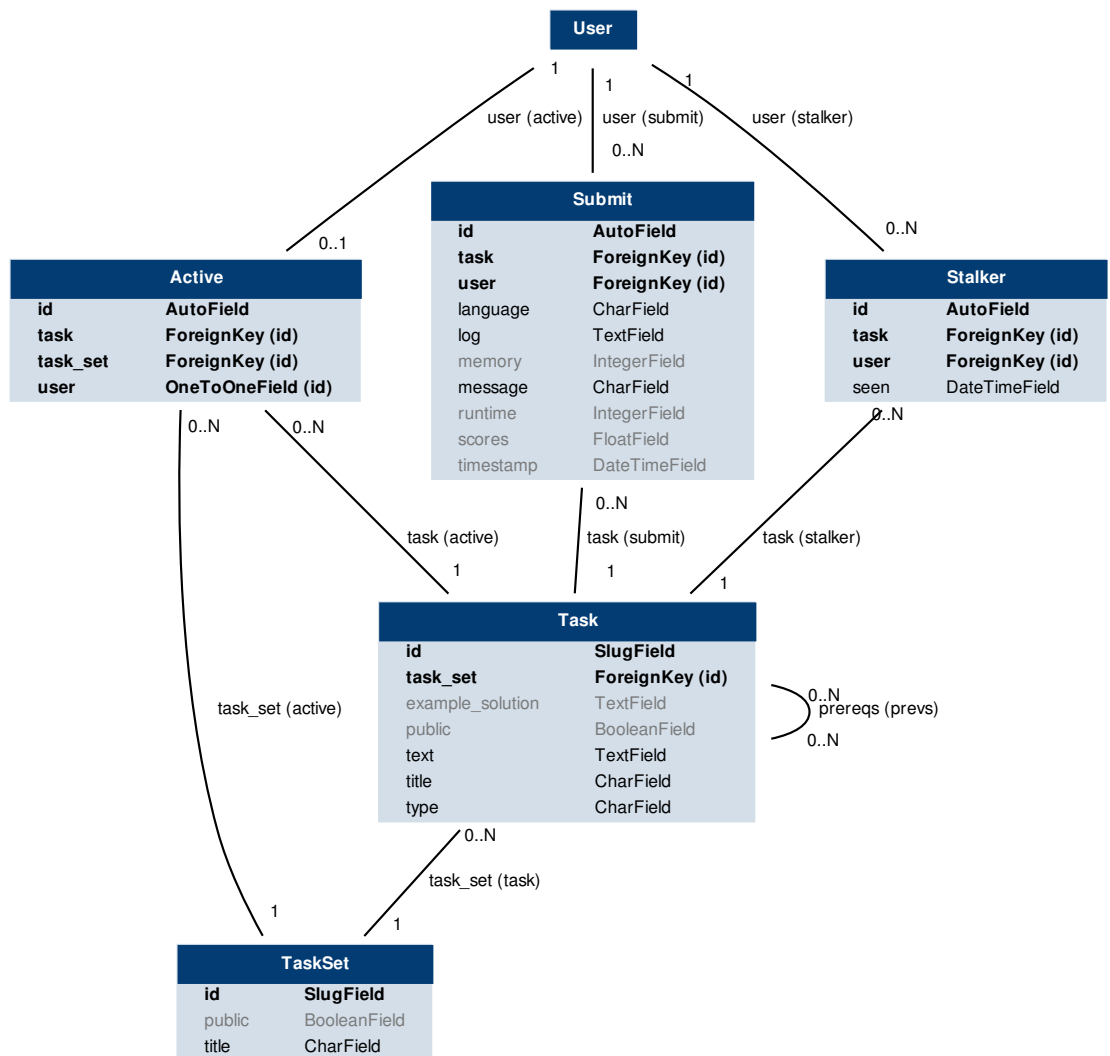 User
1
1
1
user (active)
user (submit)
user (stalker)
0..N
0..1
0..N
Submit
id AutoField
task ForeignKey (id)
user ForeignKey (id)
language CharField
log TextField
memory IntegerField
message CharField
runtime IntegerField
scores FloatField
timestamp DateTimeField
Active
id AutoField
task ForeignKey (id)
task_set ForeignKey (id)
user OneToOneField (id)
Stalker
id AutoField
task ForeignKey (id)
user ForeignKey (id)
seen DateTimeField
0..N
0..N
0..N
0..N
task (active)
task (submit)
task (stalker)
1
1
1
Task
id SlugField
task_set ForeignKey (id)
example_solution TextField
public BooleanField
text TextField
title CharField
type CharField
0..N
prereqs (prevs)
0..N
task_set (active)
0..N
task_set (task)
1
1
TaskSet
id SlugField
public BooleanField
title CharField